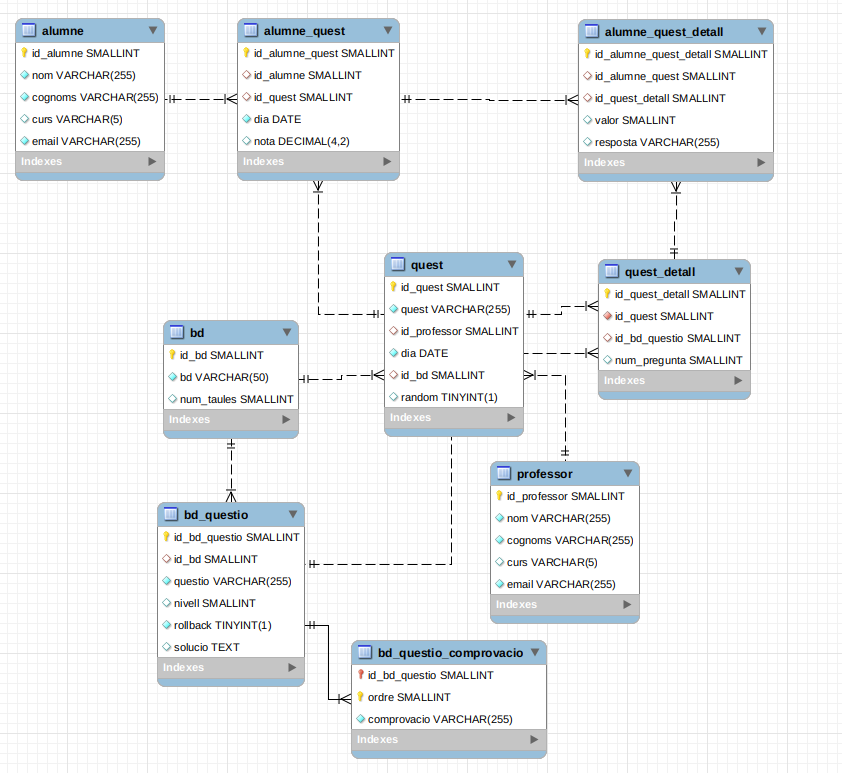 alumne
id_alumne SMALLINT
nom VARCHAR(255)
cognoms VARCHAR(255)
curs VARCHAR(5)
email VARCHAR(255)
Indexes
alumne_quest
id_alumne_quest SMALLINT
id_alumne SMALLINT
id_quest SMALLINT
dia DATE
nota DECIMAL(4,2)
Indexes
alumne_quest_detall
id_alumne_quest_detall SMALLINT
id_alumne_quest SMALLINT
id_quest_detall SMALLINT
valor SMALLINT
resposta VARCHAR(255)
Indexes
quest
id_quest SMALLINT
quest VARCHAR(255)
id_professor SMALLINT
dia DATE
id_bd SMALLINT
random TINYINT(1)
Indexes
quest_detall
id_quest_detall SMALLINT
id_quest SMALLINT
id_bd_questio SMALLINT
num_pregunta SMALLINT
Indexes
bd
id_bd SMALLINT
bd VARCHAR(50)
num_taules SMALLINT
Indexes
professor
id_professor SMALLINT
nom VARCHAR(255)
cognoms VARCHAR(255)
curs VARCHAR(5)
email VARCHAR(255)
Indexes
bd_questio
id_bd_questio SMALLINT
id_bd SMALLINT
questio VARCHAR(255)
nivell SMALLINT
rollback TINYINT(1)
solucio TEXT
Indexes
bd_questio_comprovacio
id_bd_questio SMALLINT
ordre SMALLINT
comprovacio VARCHAR(255)
Indexes